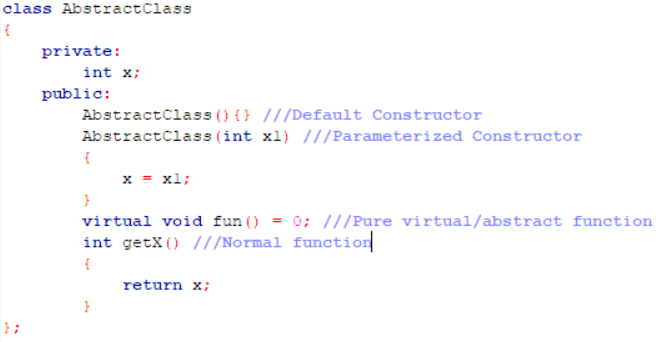 class AbstractClass
{
    private:
        int x;
    public:
        AbstractClass(){} ///Default Constructor
        AbstractClass(int x1) ///Parameterized Constructor
        {
            x = x1;
        }
        virtual void fun() = 0; ///Pure virtual/abstract function
        int getX() ///Normal function
        {
            return x;
        }
};